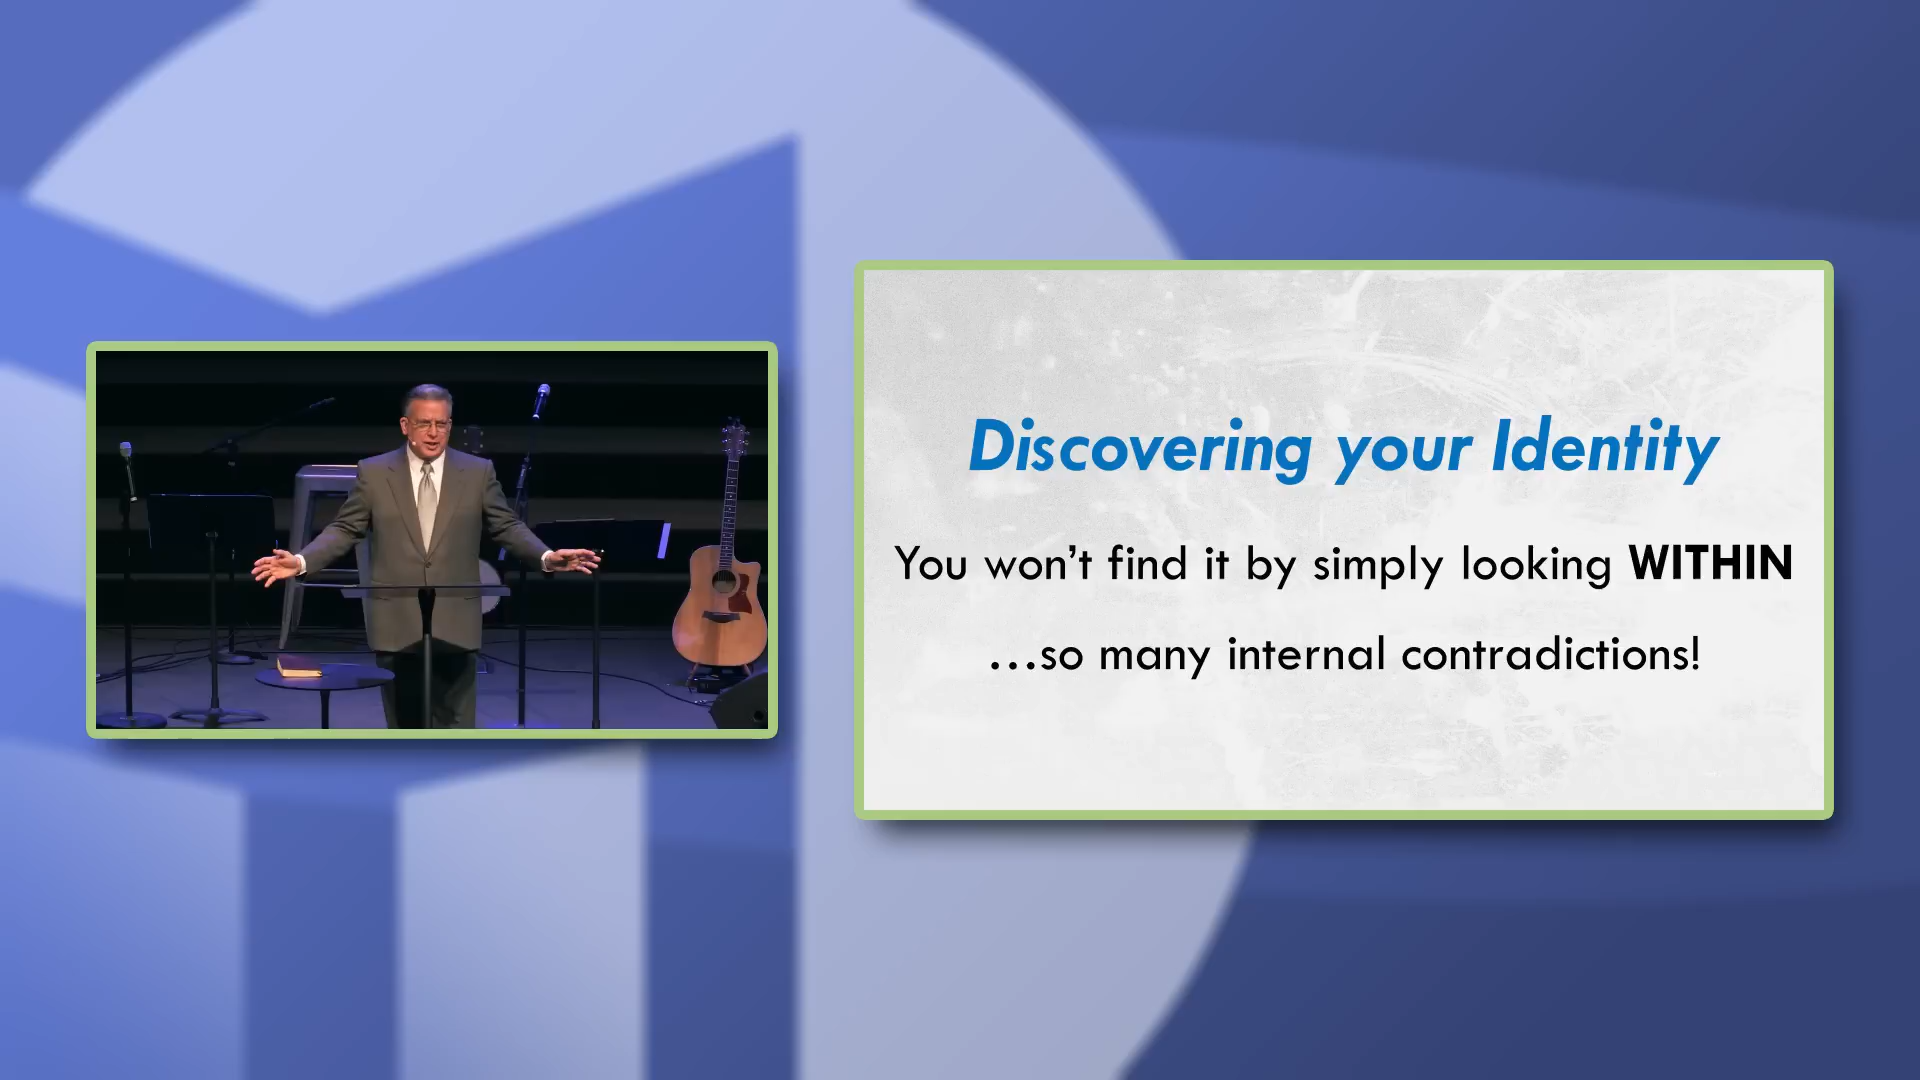 Discovering your Identity
You won’t find it by simply looking WITHIN
…so many internal contradictions!